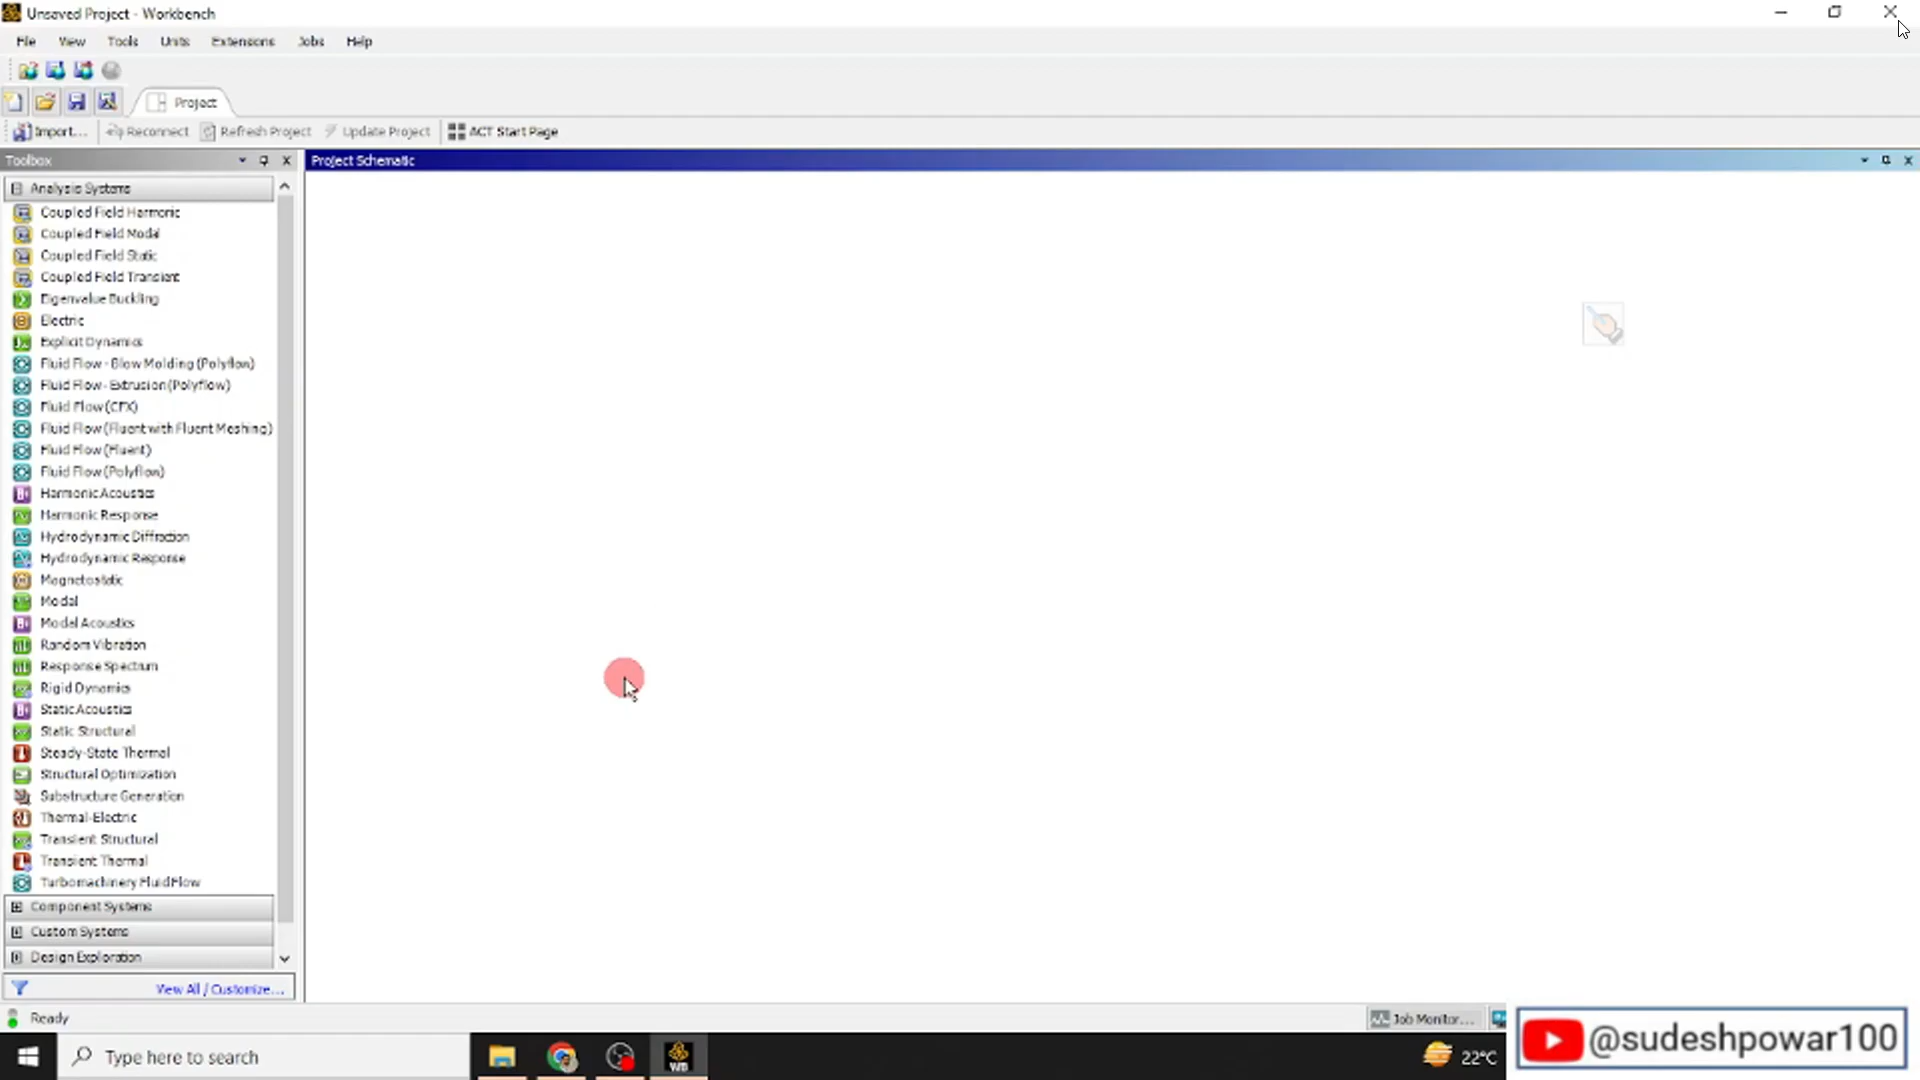 Unsaved Project - Workbench
File View Tools Units Extensions Jobs Help
Project
Import... Reconnect Refresh Project Update Project ACT Start Page
Toolbox
Project Schematic
Analysis Systems
Coupled Field Harmonic
Coupled Field Modal
Coupled Field Static
Coupled Field Transient
Eigenvalue Buckling
Electric
Explicit Dynamics
Fluid Flow - Blow Molding (Polyflow)
Fluid Flow - Extrusion (Polyflow)
Fluid Flow (CFX)
Fluid Flow (Fluent with Fluent Meshing)
Fluid Flow (Fluent)
Fluid Flow (Polyflow)
Harmonic Acoustics
Harmonic Response
Hydrodynamic Diffraction
Hydrodynamic Response
Magnetostatic
Modal
Modal Acoustics
Random Vibration
Response Spectrum
Rigid Dynamics
Static Acoustics
Static Structural
Steady-State Thermal
Structural Optimization
Substructure Generation
Thermal-Electric
Transient Structural
Transient Thermal
Turbomachinery Fluid Flow
Component Systems
Custom Systems
Design Exploration
View All / Customize...
Ready
Job Monitor...
Type here to search
WB
22°C
@sudeshpowar100